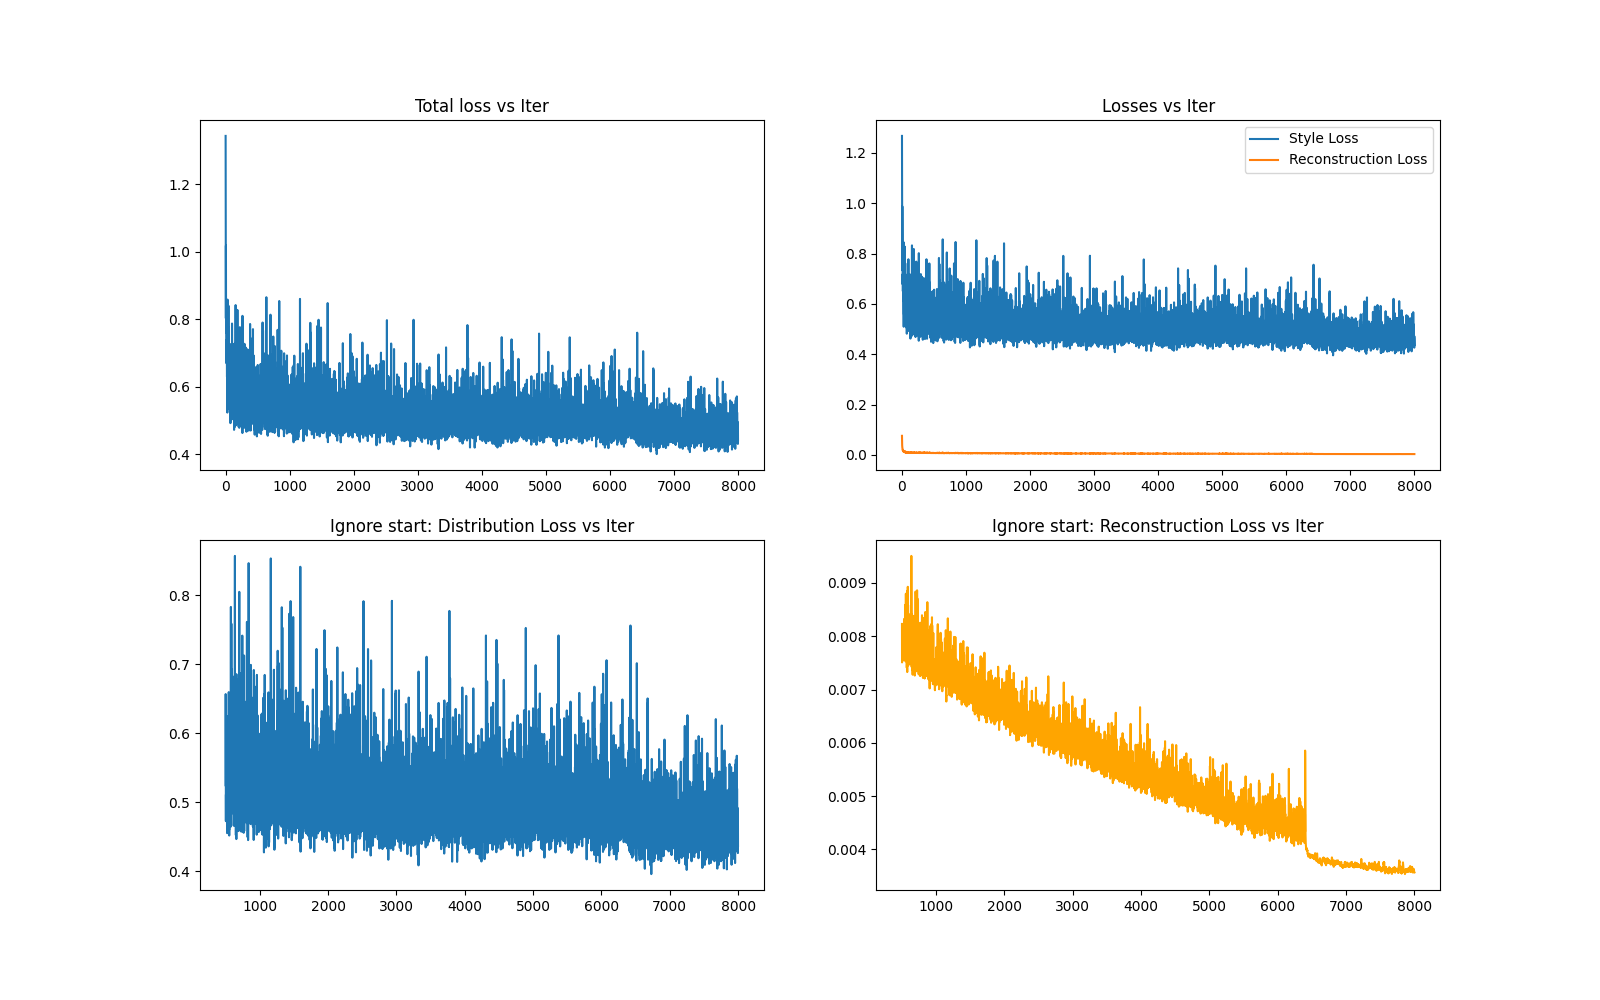 Total loss vs Iter
1.2
1.0
0.8
0.6
0.4
0 1000 2000 3000 4000 5000 6000 7000 8000
Losses vs Iter
Style Loss
Reconstruction Loss
1.2
1.0
0.8
0.6
0.4
0.2
0.0
0 1000 2000 3000 4000 5000 6000 7000 8000
Ignore start: Distribution Loss vs Iter
0.8
0.7
0.6
0.5
0.4
1000 2000 3000 4000 5000 6000 7000 8000
Ignore start: Reconstruction Loss vs Iter
0.009
0.008
0.007
0.006
0.005
0.004
1000 2000 3000 4000 5000 6000 7000 8000